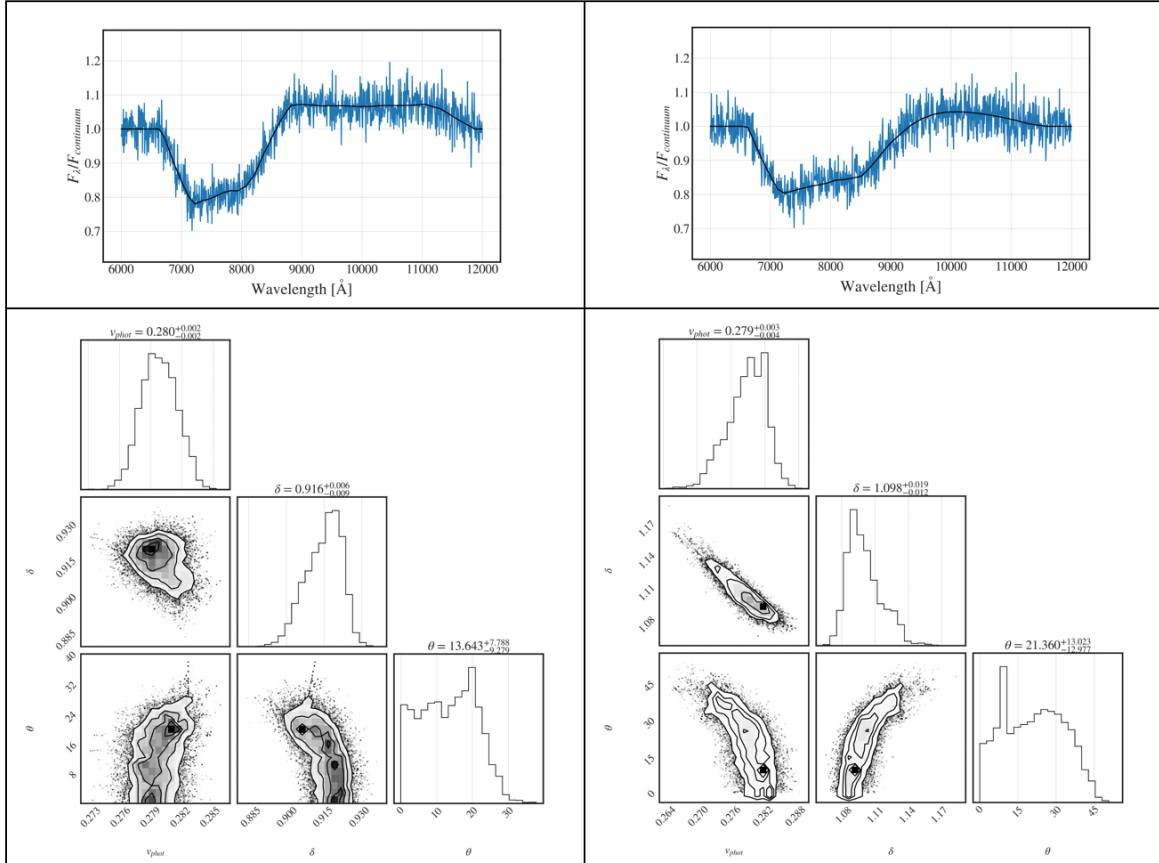 1.2
1.1
1.0
0.9
0.8
0.7
F_λ/F_continuum
6000 7000 8000 9000 10000 11000 12000
Wavelength [Å]
1.2
1.1
1.0
0.9
0.8
0.7
F_λ/F_continuum
6000 7000 8000 9000 10000 11000 12000
Wavelength [Å]
v_phot = 0.280^{+0.002}_{-0.002}
δ = 0.916^{+0.006}_{-0.009}
θ = 13.643^{+7.788}_{-9.279}
0.930
0.915
0.900
0.885
δ
40
32
24
16
8
θ
0.273 0.276 0.279 0.282 0.285
v_phot
0.885 0.900 0.915 0.930
δ
0 10 20 30
θ
v_phot = 0.279^{+0.003}_{-0.004}
δ = 1.098^{+0.019}_{-0.012}
θ = 21.360^{+13.023}_{-12.977}
1.17
1.14
1.11
1.08
δ
45
30
15
0
θ
0.264 0.270 0.276 0.282 0.288
v_phot
1.08 1.11 1.14 1.17
δ
0 15 30 45
θ